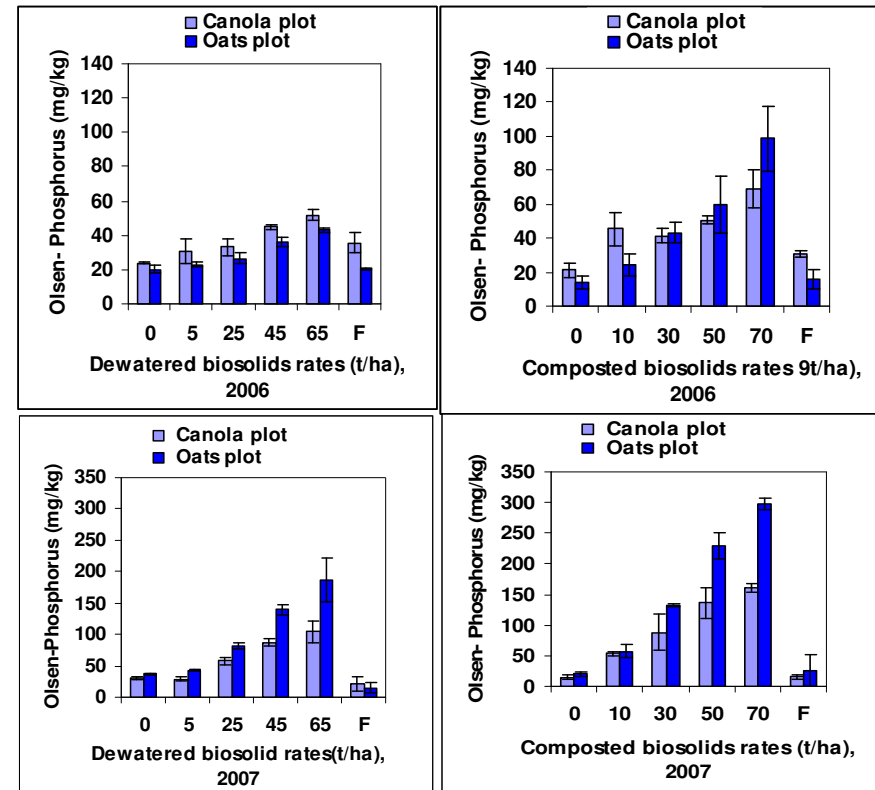 Canola plot
Oats plot
Olsen- Phosphorus (mg/kg)
140
120
100
80
60
40
20
0
0 5 25 45 65 F
Dewatered biosolids rates (t/ha),
2006
Canola plot
Oats plot
Olsen- Phosphorus (mg/kg)
140
120
100
80
60
40
20
0
0 10 30 50 70 F
Composted biosolids rates 9t/ha),
2006
Canola plot
Oats plot
Olsen-Phosphorus (mg/kg)
350
300
250
200
150
100
50
0
0 5 25 45 65 F
Dewatered biosolid rates(t/ha),
2007
Canola plot
Oats plot
Olsen- Phosphorus (mg/kg)
350
300
250
200
150
100
50
0
0 10 30 50 70 F
Composted biosolids rates (t/ha),
2007